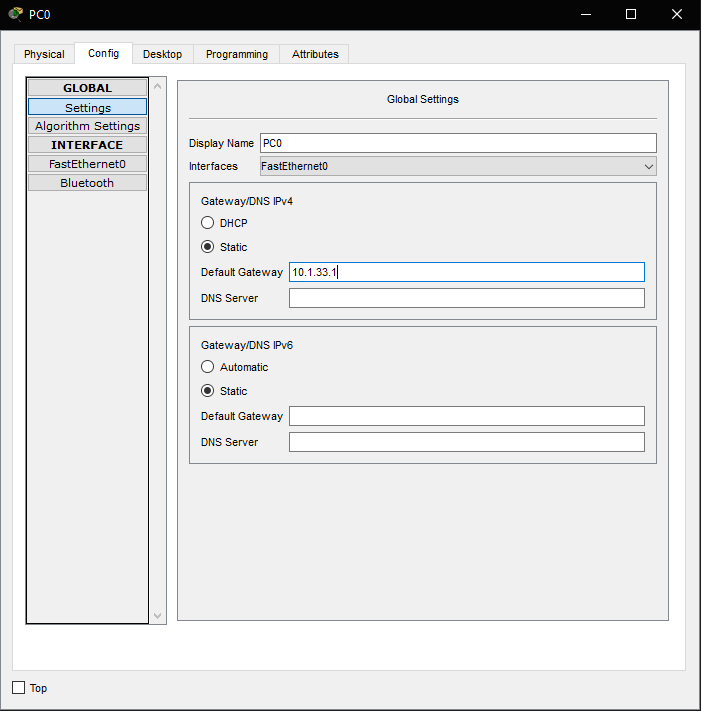 PC0
Physical Config Desktop Programming Attributes
GLOBAL
Settings
Algorithm Settings
INTERFACE
FastEthernet0
Bluetooth
Global Settings
Display Name PC0
Interfaces FastEthernet0
Gateway/DNS IPv4
DHCP
Static
Default Gateway 10.1.33.1
DNS Server
Gateway/DNS IPv6
Automatic
Static
Default Gateway
DNS Server
Top